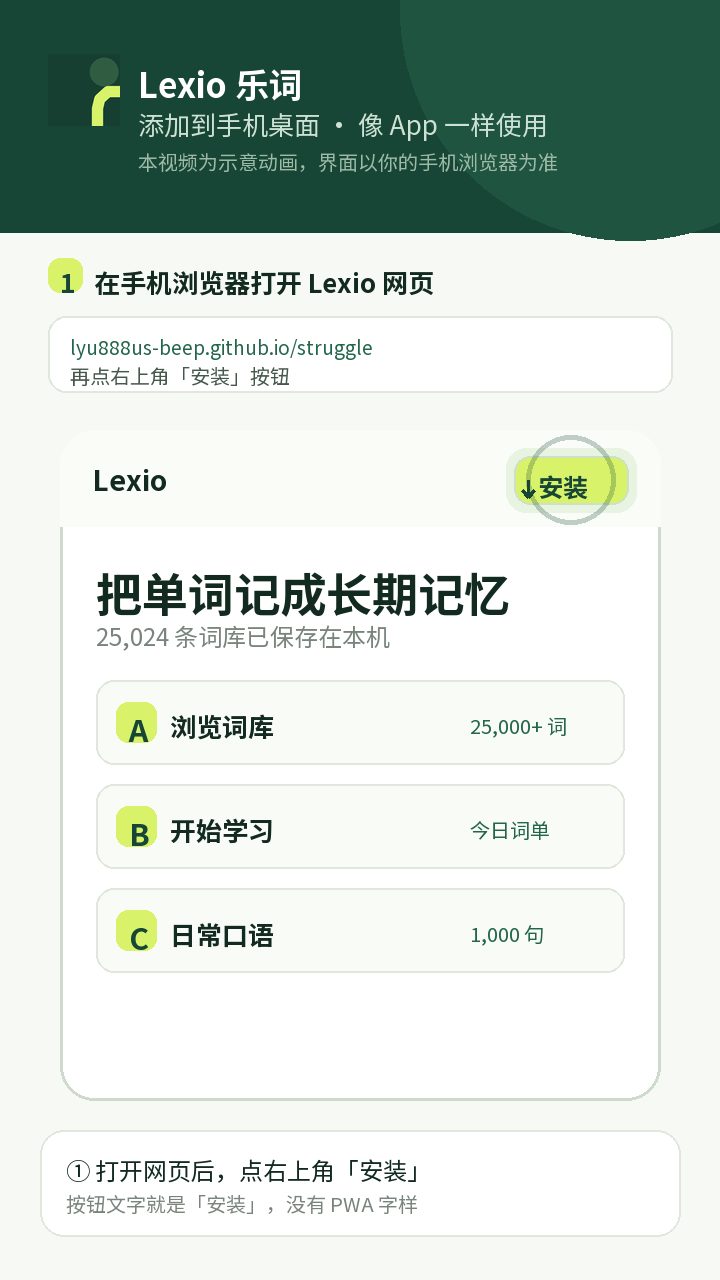 Lexio 乐词
添加到手机桌面 · 像 App 一样使用
本视频为示意动画，界面以你的手机浏览器为准
1 在手机浏览器打开 Lexio 网页
lyu888us-beep.github.io/struggle
再点右上角「安装」按钮
Lexio
↓安装
把单词记成长期记忆
25,024 条词库已保存在本机
A 浏览词库 25,000+ 词
B 开始学习 今日词单
C 日常口语 1,000 句
① 打开网页后，点右上角「安装」
按钮文字就是「安装」，没有 PWA 字样